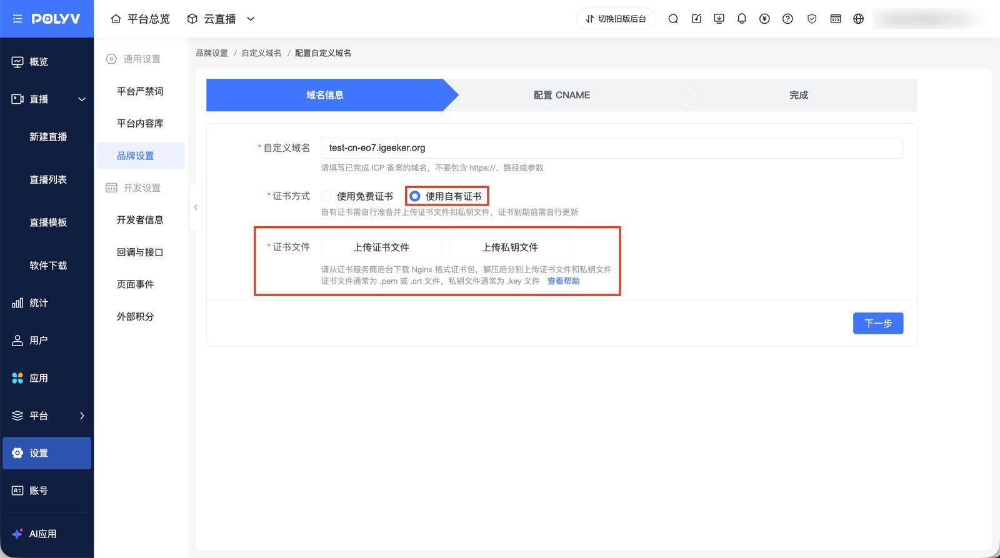 POLYV
平台总览
云直播
切换旧版后台
概览
直播
新建直播
直播列表
直播模板
软件下载
统计
用户
应用
平台
设置
账号
AI应用
通用设置
平台严禁词
平台内容库
品牌设置
开发设置
开发者信息
回调与接口
页面事件
外部积分
品牌设置 / 自定义域名 / 配置自定义域名
域名信息
配置 CNAME
完成
* 自定义域名 test-cn-eo7.igeeker.org
请填写已完成 ICP 备案的域名，不要包含 https://、路径或参数
* 证书方式 使用免费证书 使用自有证书
自有证书需自行准备并上传证书文件和私钥文件，证书到期前需自行更新
* 证书文件 上传证书文件 上传私钥文件
请从证书服务商后台下载 Nginx 格式证书包，解压后分别上传证书文件和私钥文件
证书文件通常为 .pem 或 .crt 文件，私钥文件通常为 .key 文件 查看帮助
下一步